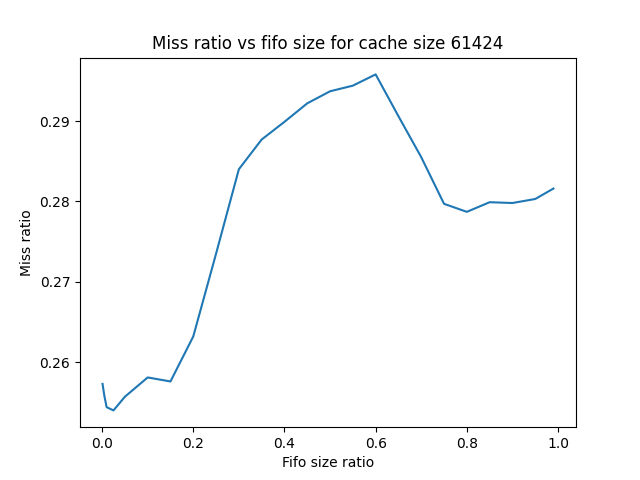 Miss ratio vs fifo size for cache size 61424
0.29
0.28
0.27
0.26
Miss ratio
0.0 0.2 0.4 0.6 0.8 1.0
Fifo size ratio